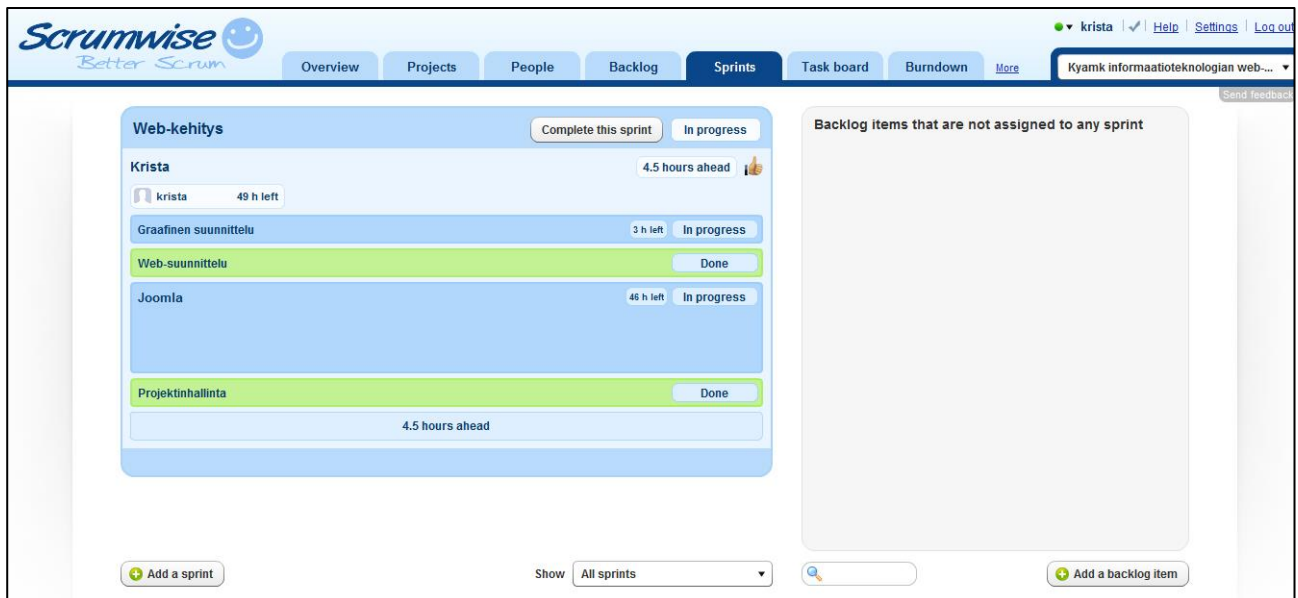 Scrumwise
Better Scrum
krista Help Settings Log out
Overview Projects People Backlog Sprints Task board Burndown More
Kyamk informaatioteknologian web-...
Send feedback
Web-kehitys Complete this sprint In progress
Krista 4.5 hours ahead
krista 49 h left
Graafinen suunnittelu 3 h left In progress
Web-suunnittelu Done
Joomla 46 h left In progress
Projektinhallinta Done
4.5 hours ahead
Backlog items that are not assigned to any sprint
Add a sprint Show All sprints
Add a backlog item